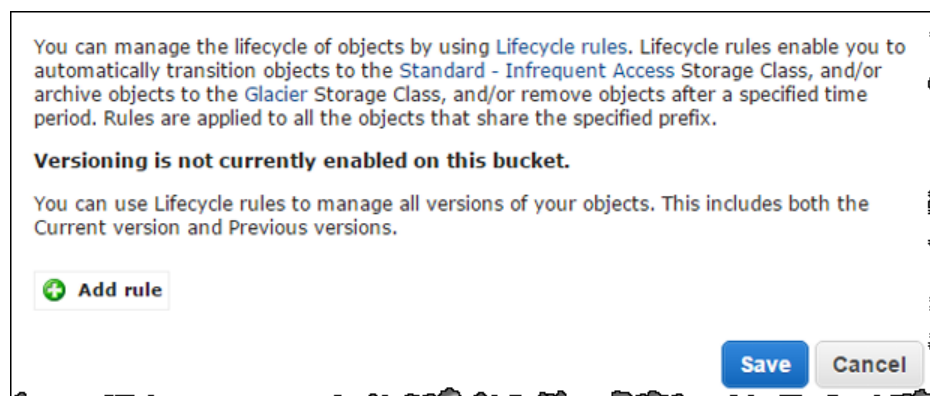 You can manage the lifecycle of objects by using Lifecycle rules. Lifecycle rules enable you to
automatically transition objects to the Standard - Infrequent Access Storage Class, and/or
archive objects to the Glacier Storage Class, and/or remove objects after a specified time
period. Rules are applied to all the objects that share the specified prefix.
Versioning is not currently enabled on this bucket.
You can use Lifecycle rules to manage all versions of your objects. This includes both the
Current version and Previous versions.
Add rule
Save Cancel